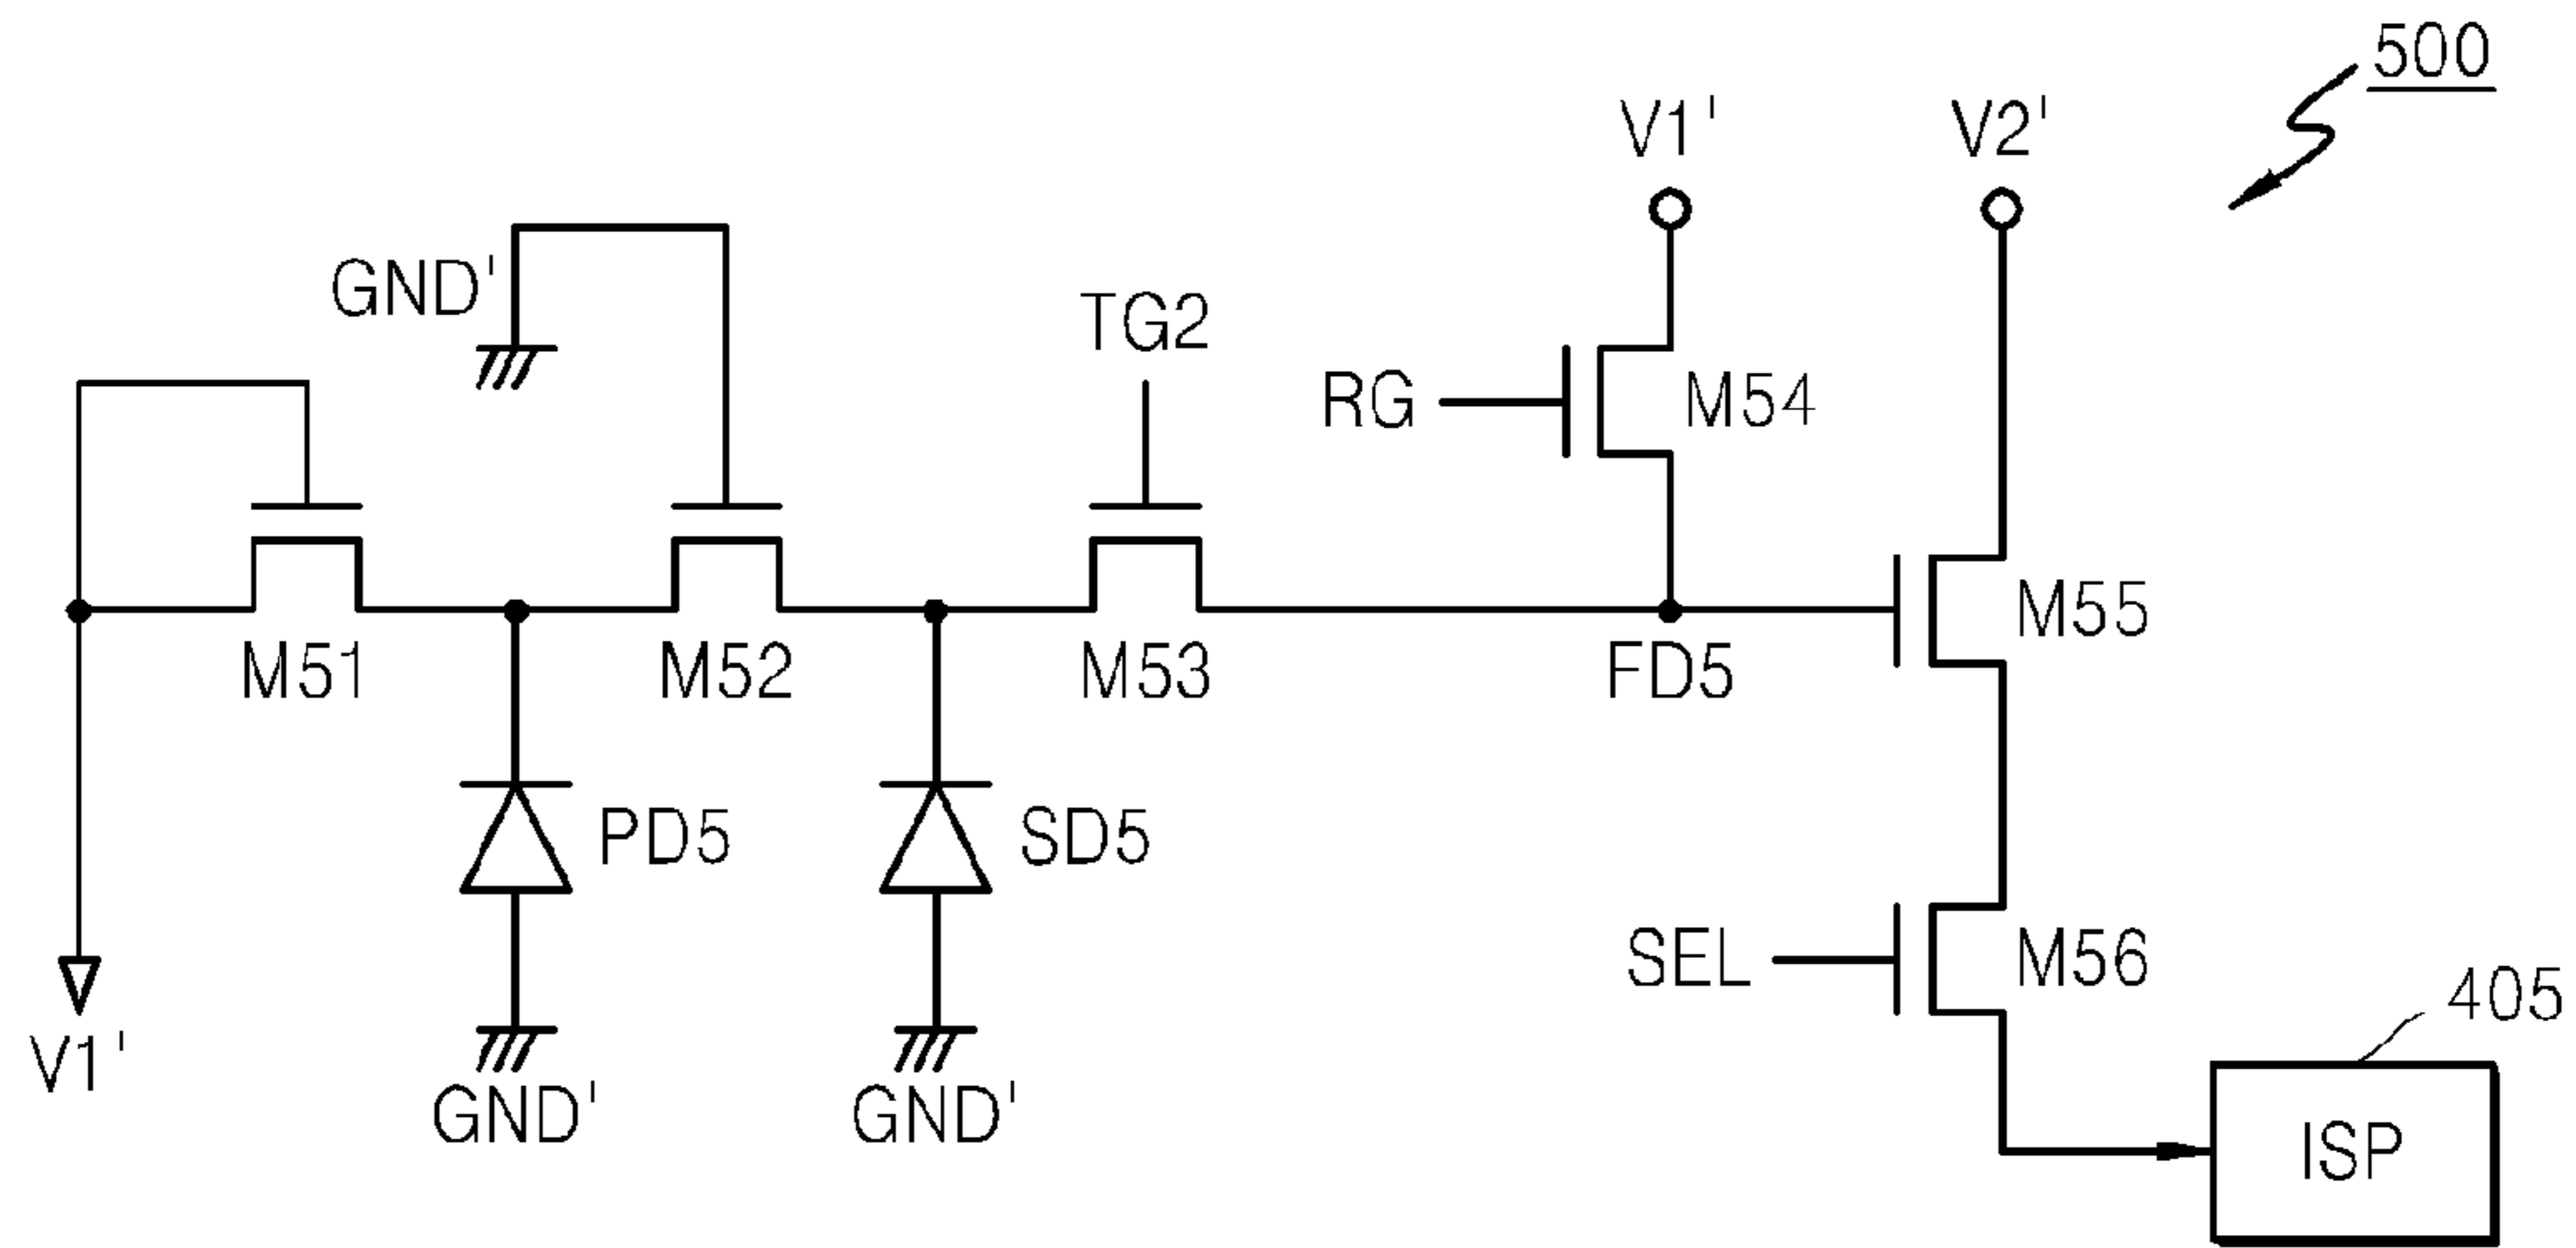 500
V1'
V2'
GND'
TG2
RG
M54
M55
M51
M52
M53
FD5
PD5
SD5
SEL
M56
405
V1'
GND'
GND'
ISP